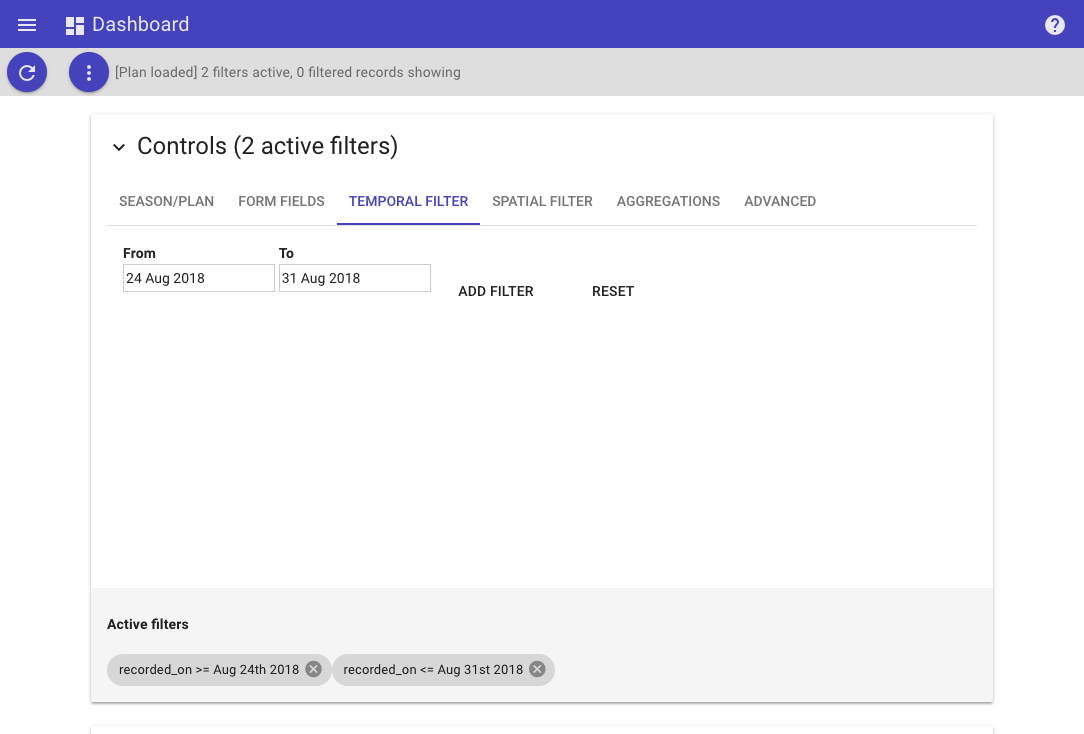 Dashboard
[Plan loaded] 2 filters active, 0 filtered records showing
Controls (2 active filters)
SEASON/PLAN FORM FIELDS TEMPORAL FILTER SPATIAL FILTER AGGREGATIONS ADVANCED
From To
24 Aug 2018 31 Aug 2018
ADD FILTER RESET
Active filters
recorded_on >= Aug 24th 2018 recorded_on <= Aug 31st 2018